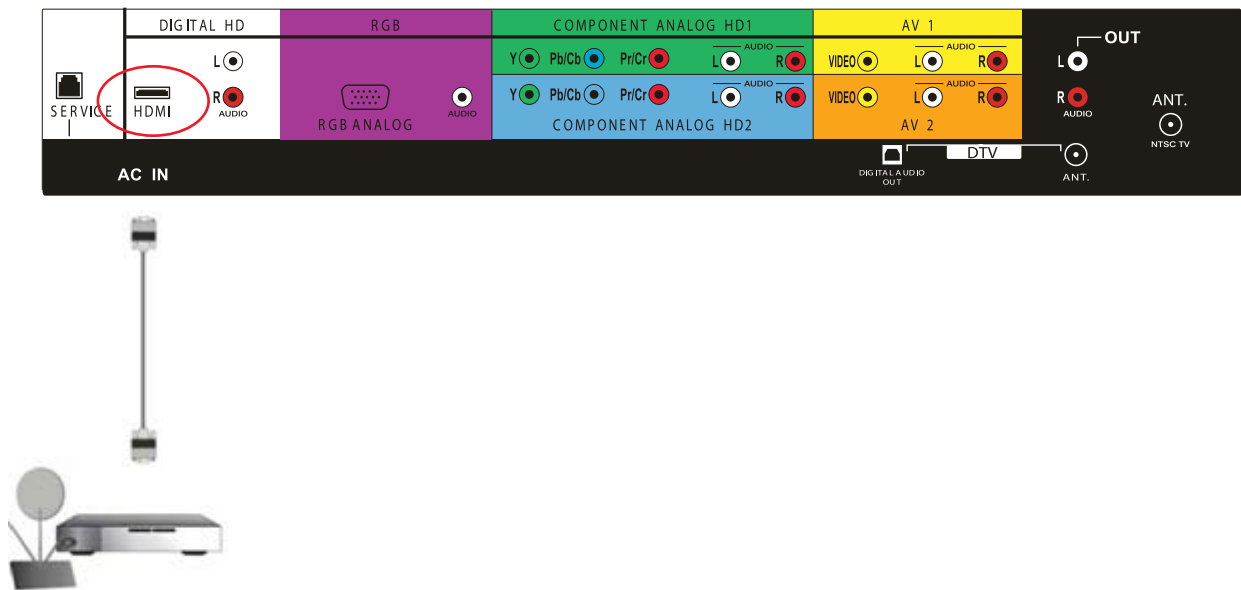 DIGITAL HD
RGB
COMPONENT ANALOG HD1
AV 1
OUT
L
Y Pb/Cb Pr/Cr L AUDIO R
VIDEO L AUDIO R
L
SERVICE
HDMI
R
AUDIO
RGB ANALOG
AUDIO
Y Pb/Cb Pr/Cr L AUDIO R
COMPONENT ANALOG HD2
VIDEO L AUDIO R
AV 2
R
AUDIO
ANT.
NTSC TV
AC IN
DIGITAL AUDIO
OUT
DTV
ANT.